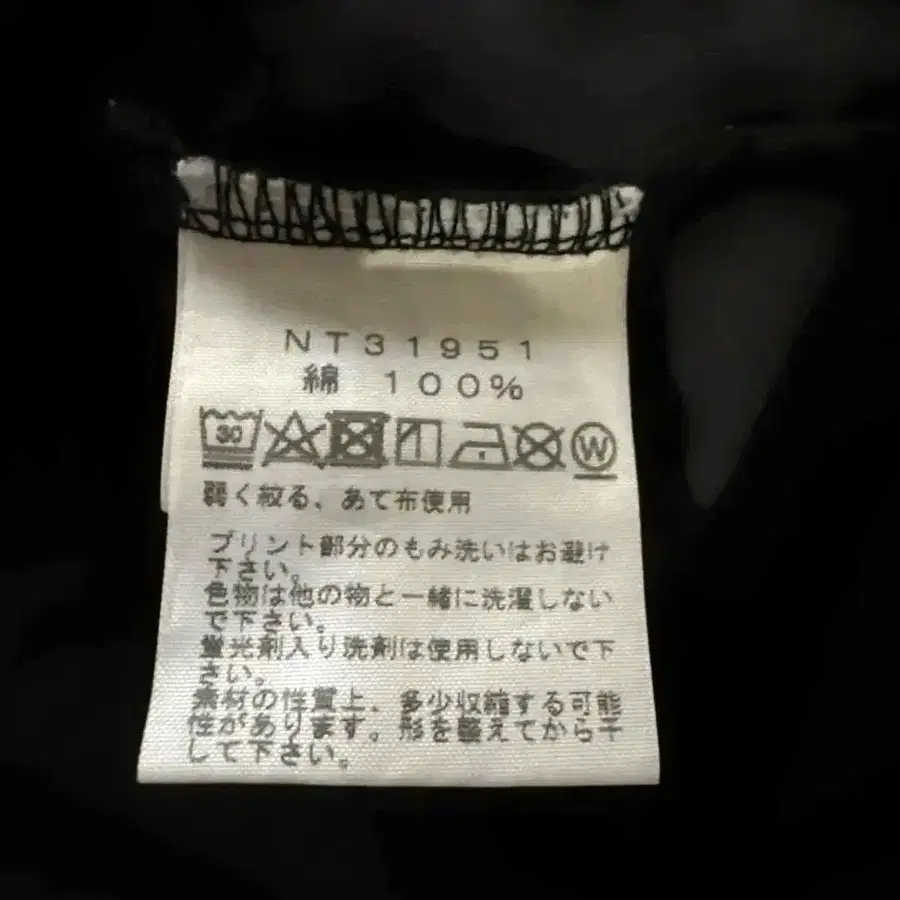 NT31951
綿 100%
30 W
弱く絞る、あて布使用
プリント部分のもみ洗いはお避け
下さい。
色物は他の物と一緒に洗濯しない
で下さい。
蛍光剤入り洗剤は使用しないで下
さい。
素材の性質上、多少収縮する可能
性があります。形を整えてから干
して下さい。